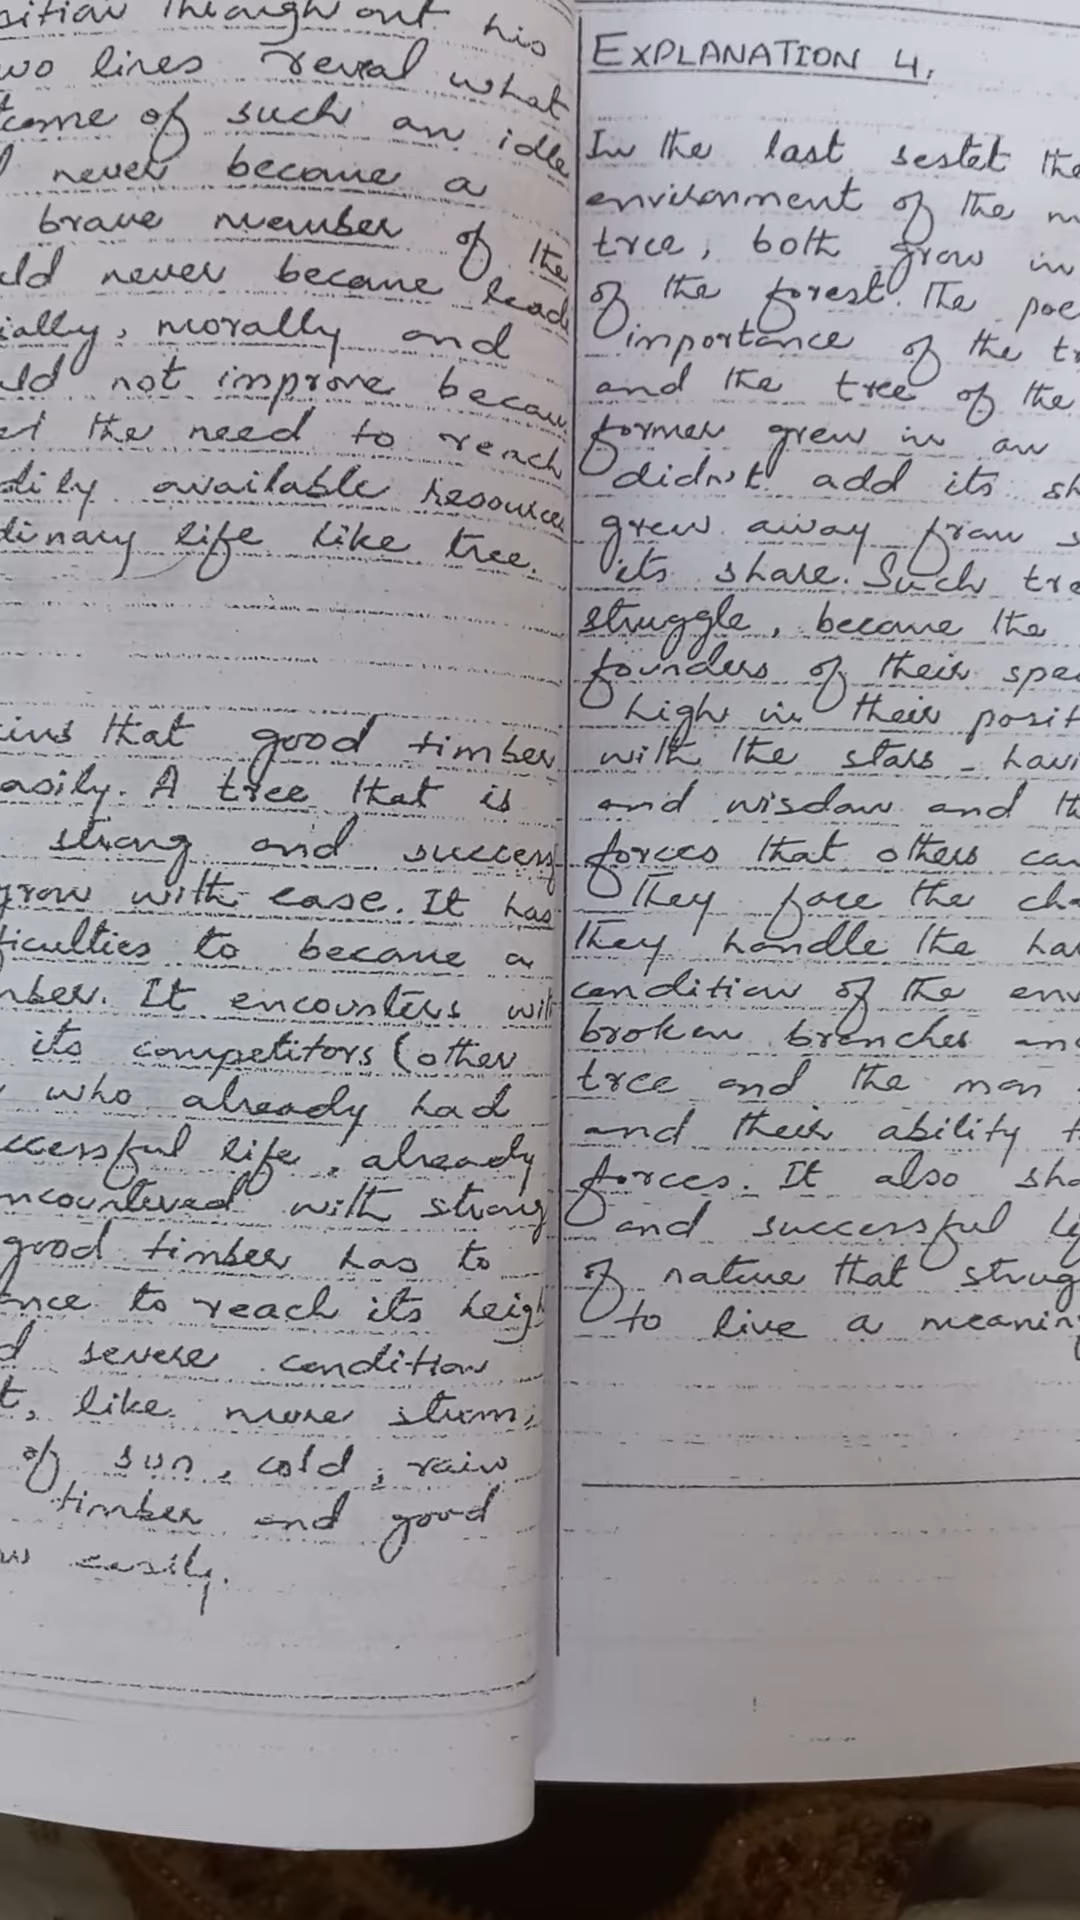 throughout his
wo lines reveal what
come of such an idle
never become a
brave member of the
ld never become lead
ially, morally and
uld not improve becau
et the need to reach
dily available resource
dinary life like tree.
ins that good timber
easily. A tree that is
strong and success
grow with ease. It has
ficulties to become a
mber. It encounters wit
its competitors (other
who already had
ccessful life, already
ncountered with strong
good timber has to
nce to reach its heigh
d severe condition
t, like more storm,
of sun, cold, rain
timber and good
easily.
EXPLANATION 4.
In the last sestet the
environment of the m
tree, both grow in
of the forest. The poe
importance of the tr
and the tree of the
former grew in an
didn't add its sh
grew away from s
its share. Such tre
struggle, become the
founders of their spe
high in their posit
with the stars - havi
and wisdom and th
forces that others can
They face the cha
They handle the ha
condition of the env
broken branches an
tree and the man
and their ability t
forces. It also sho
and successful li
of nature that strug
to live a meanin